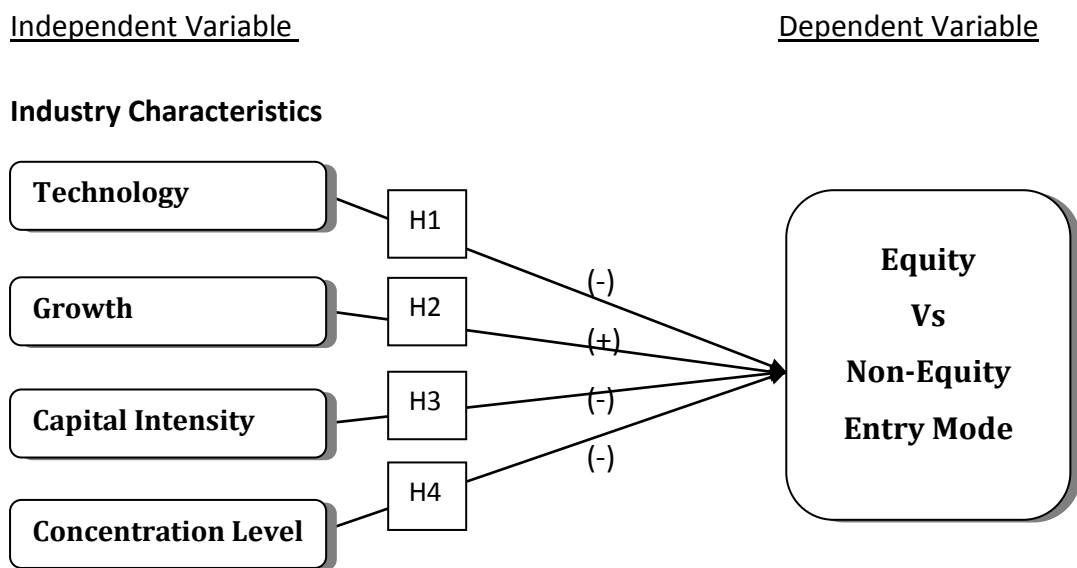 Independent Variable
Dependent Variable
Industry Characteristics
Technology
H1
(-)
Growth
H2
(+)
Capital Intensity
H3
(-)
Concentration Level
H4
(-)
Equity
Vs
Non-Equity
Entry Mode